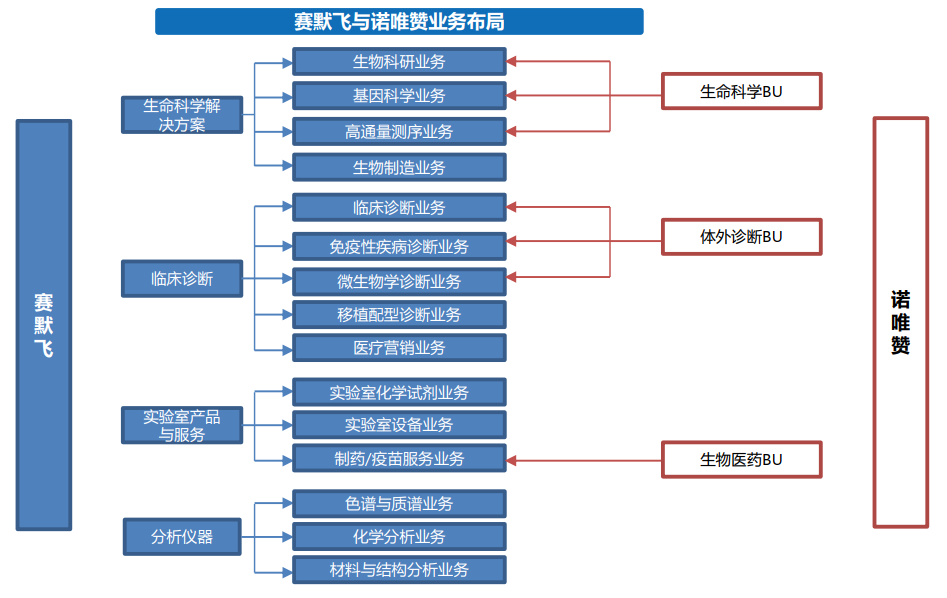 赛默飞与诺唯赞业务布局
赛
默
飞
生命科学解
决方案
生物科研业务
基因科学业务
高通量测序业务
生物制造业务
临床诊断
临床诊断业务
免疫性疾病诊断业务
微生物学诊断业务
移植配型诊断业务
医疗营销业务
实验室产品
与服务
实验室化学试剂业务
实验室设备业务
制药/疫苗服务业务
分析仪器
色谱与质谱业务
化学分析业务
材料与结构分析业务
生命科学BU
体外诊断BU
生物医药BU
诺
唯
赞